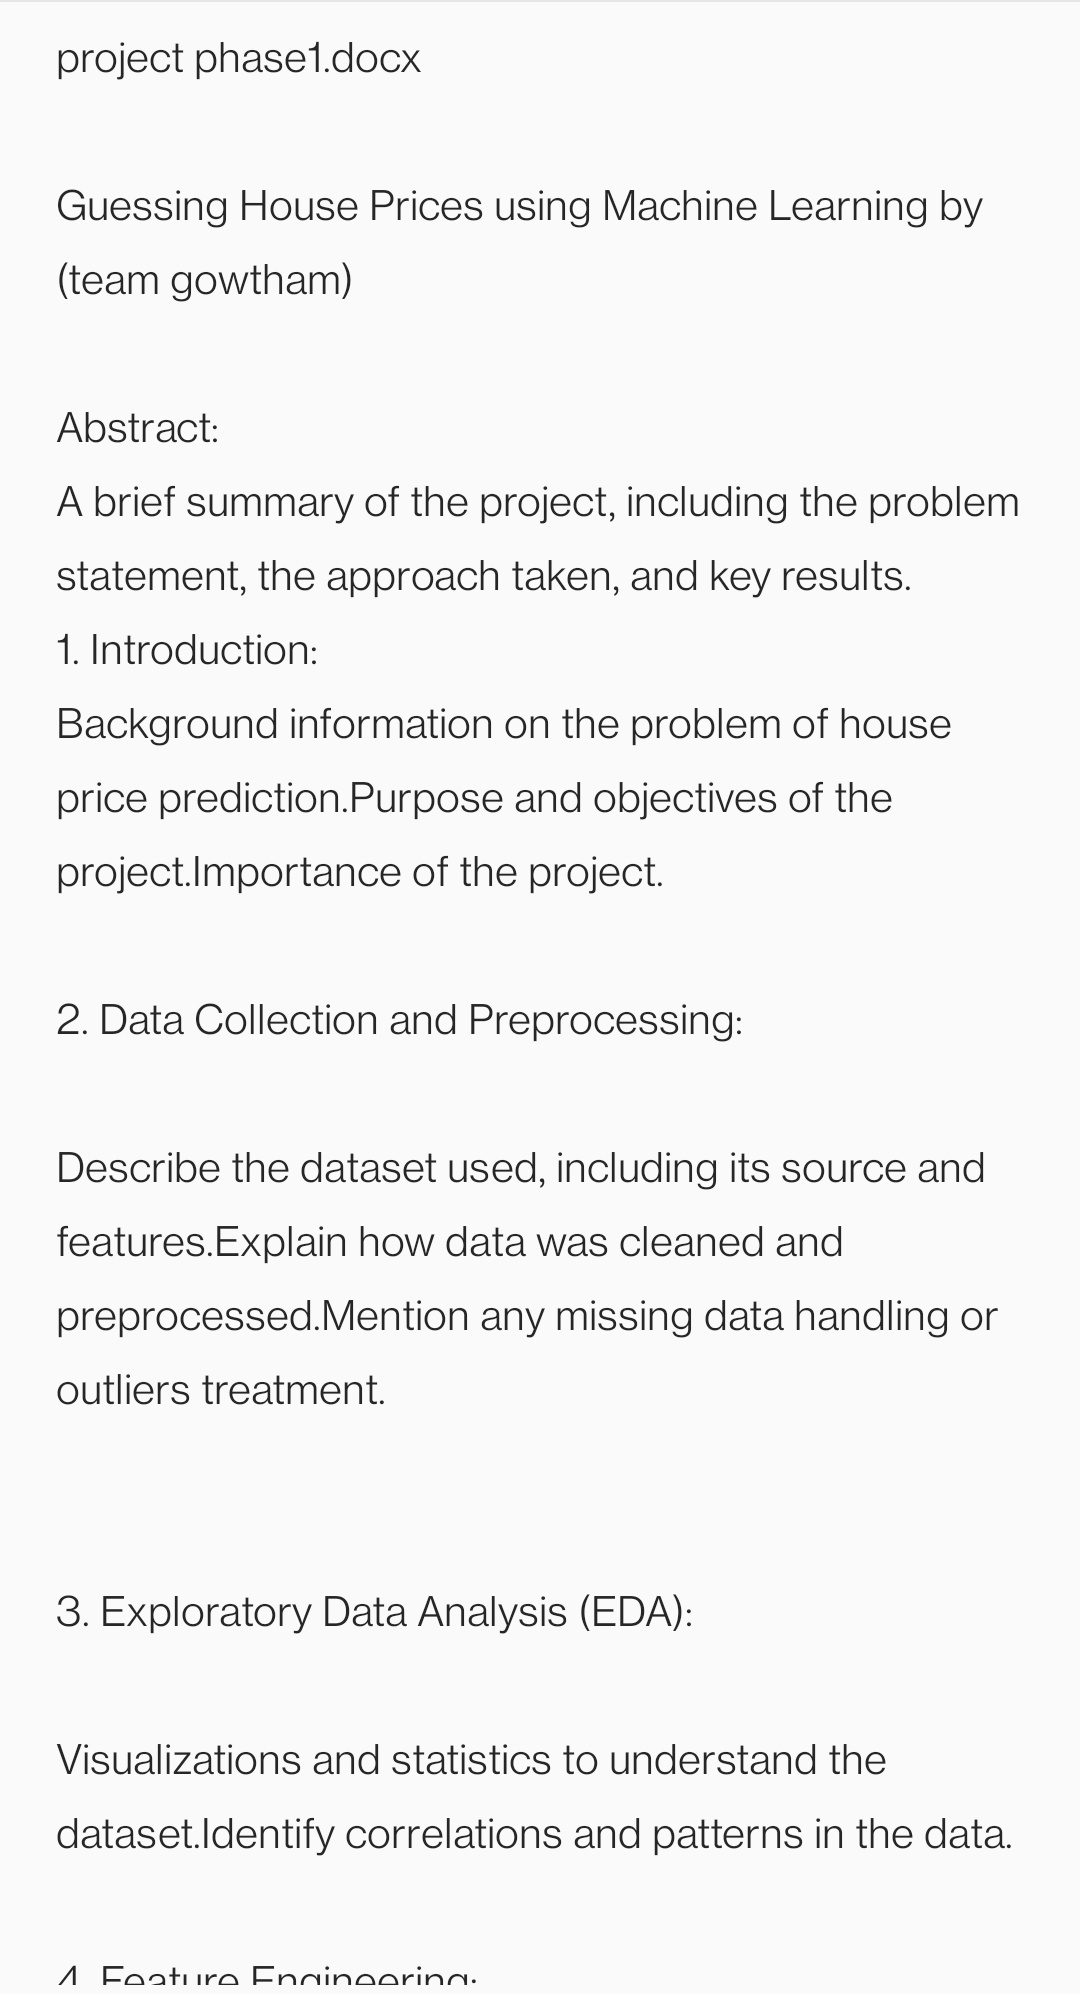 project phase1.docx
Guessing House Prices using Machine Learning by
(team gowtham)
Abstract:
A brief summary of the project, including the problem
statement, the approach taken, and key results.
1. Introduction:
Background information on the problem of house
price prediction.Purpose and objectives of the
project.Importance of the project.
2. Data Collection and Preprocessing:
Describe the dataset used, including its source and
features.Explain how data was cleaned and
preprocessed.Mention any missing data handling or
outliers treatment.
3. Exploratory Data Analysis (EDA):
Visualizations and statistics to understand the
dataset.Identify correlations and patterns in the data.
4. Feature Engineering: